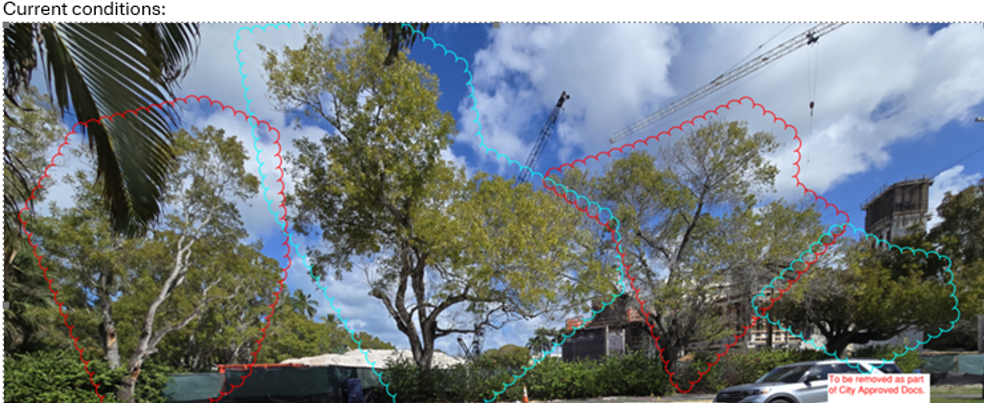 Current conditions:
To be removed as part
of City Approved Docs.